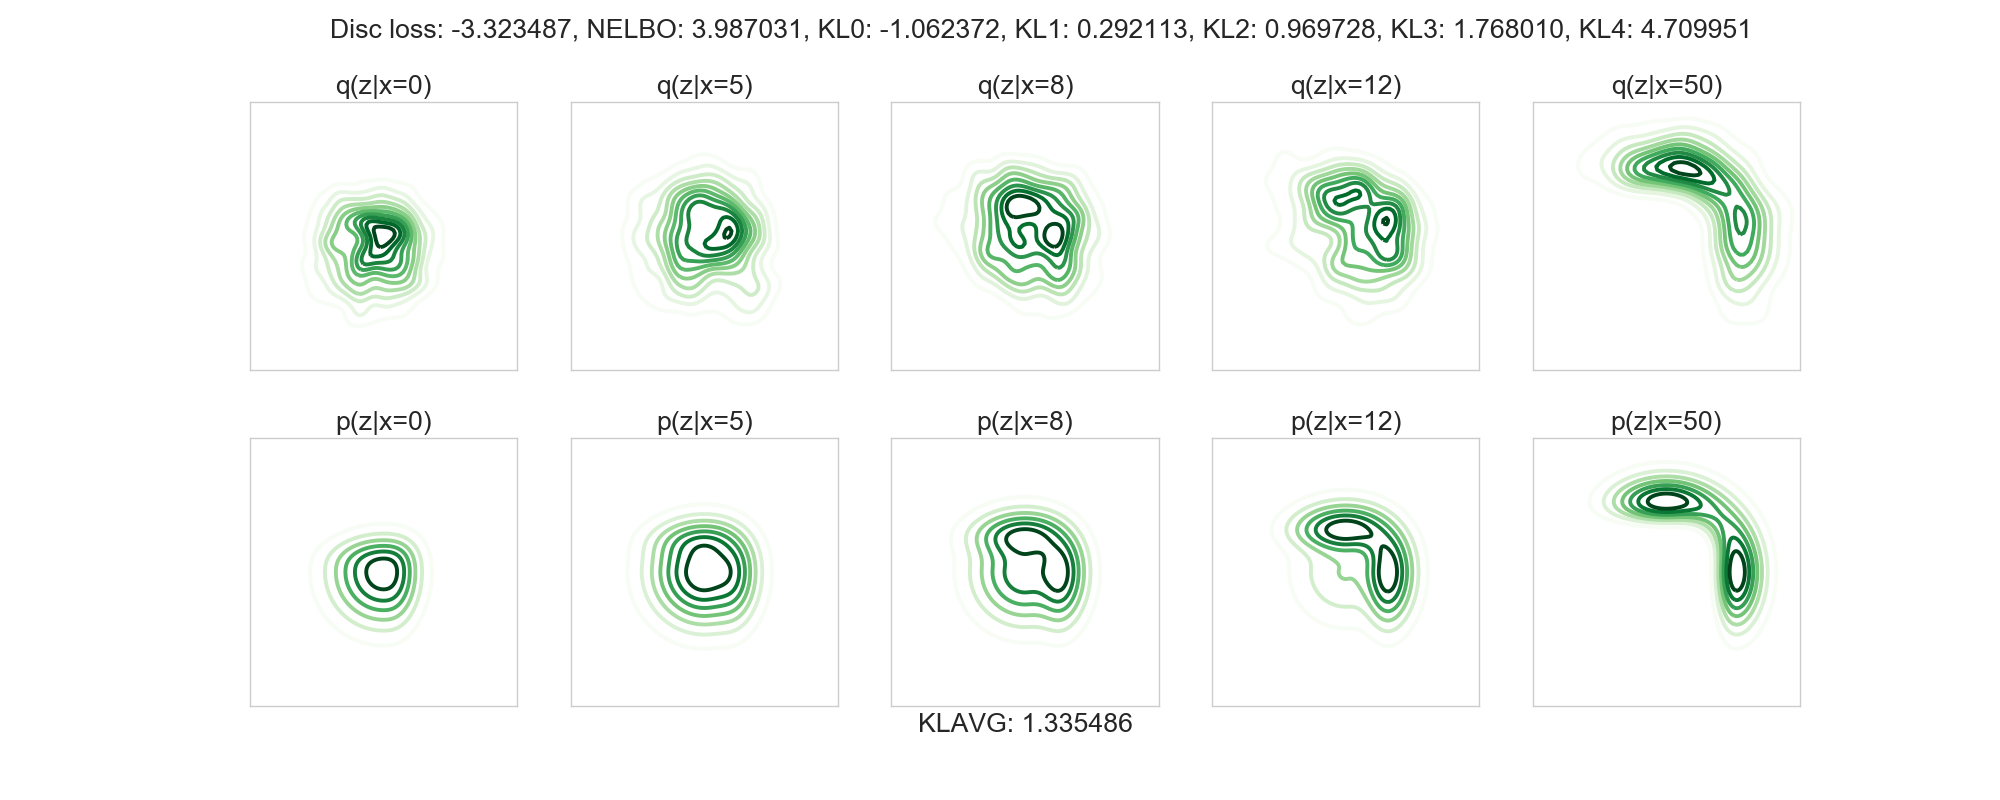 Disc loss: -3.323487, NELBO: 3.987031, KL0: -1.062372, KL1: 0.292113, KL2: 0.969728, KL3: 1.768010, KL4: 4.709951
q(z|x=0) q(z|x=5) q(z|x=8) q(z|x=12) q(z|x=50)
p(z|x=0) p(z|x=5) p(z|x=8) p(z|x=12) p(z|x=50)
KLAVG: 1.335486